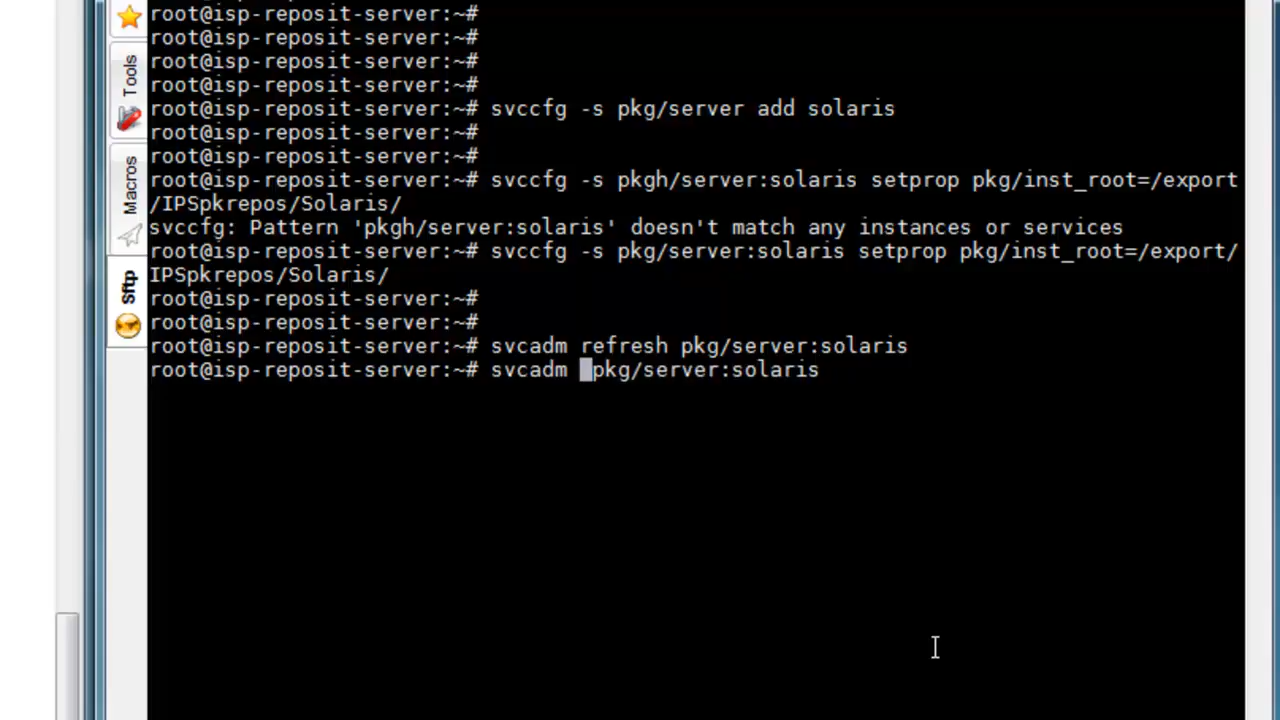 root@isp-reposit-server:~#
root@isp-reposit-server:~#
root@isp-reposit-server:~#
root@isp-reposit-server:~#
root@isp-reposit-server:~# svccfg -s pkg/server add solaris
root@isp-reposit-server:~#
root@isp-reposit-server:~#
root@isp-reposit-server:~# svccfg -s pkgh/server:solaris setprop pkg/inst_root=/export
/IPSpkrepos/Solaris/
svccfg: Pattern 'pkgh/server:solaris' doesn't match any instances or services
root@isp-reposit-server:~# svccfg -s pkg/server:solaris setprop pkg/inst_root=/export/
IPSpkrepos/Solaris/
root@isp-reposit-server:~#
root@isp-reposit-server:~#
root@isp-reposit-server:~# svcadm refresh pkg/server:solaris
root@isp-reposit-server:~# svcadm pkg/server:solaris
Tools
Macros
Sftp